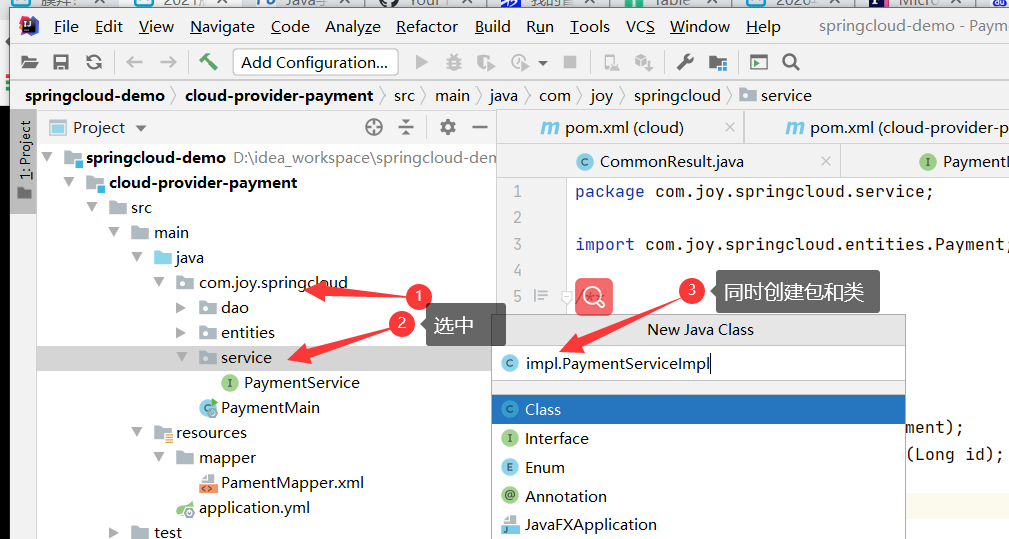 File Edit View Navigate Code Analyze Refactor Build Run Tools VCS Window Help springcloud-demo
Add Configuration...
springcloud-demo cloud-provider-payment src main java com joy springcloud service
1: Project
Project
pom.xml (cloud)
pom.xml (cloud-provider-p
CommonResult.java
springcloud-demo D:\idea_workspace\springcloud-dem
cloud-provider-payment
src
main
java
com.joy.springcloud
dao
entities
service
PaymentService
PaymentMain
resources
mapper
PamentMapper.xml
application.yml
test
1
2
选中
3
同时创建包和类
1 package com.joy.springcloud.service;
2
3 import com.joy.springcloud.entities.Payment;
4
5
New Java Class
impl.PaymentServiceImpl
Class
Interface
Enum
Annotation
JavaFXApplication
ment);
(Long id);